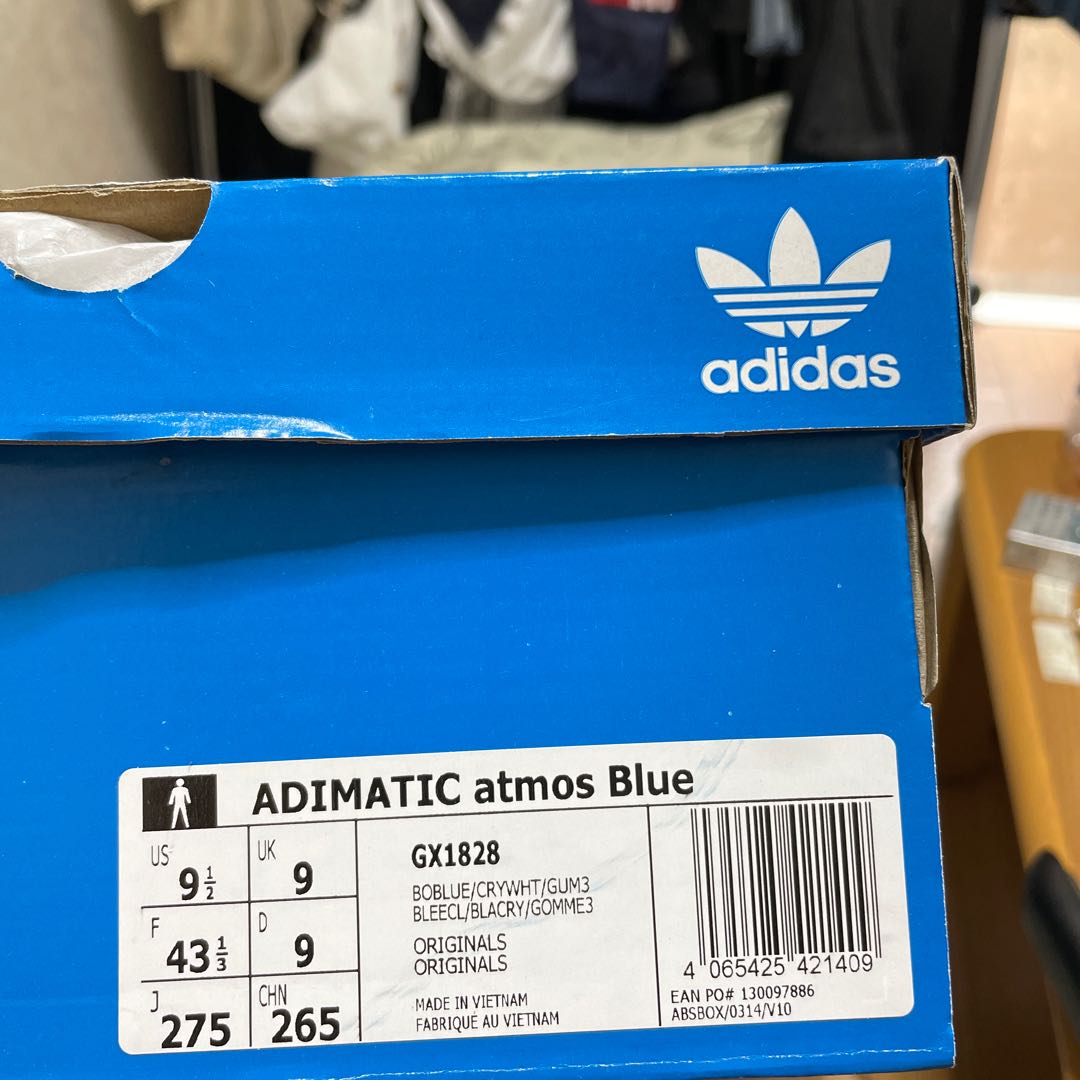 adidas
ADIMATIC atmos Blue
US 9 1/2
UK 9
F 43 1/3
D 9
J 275
CHN 265
GX1828
BOBLUE/CRYWHT/GUM3
BLEECL/BLACRY/GOMME3
ORIGINALS
ORIGINALS
MADE IN VIETNAM
FABRIQUÉ AU VIETNAM
4 065425 421409
EAN PO# 130097886
ABSBOX/0314/V10